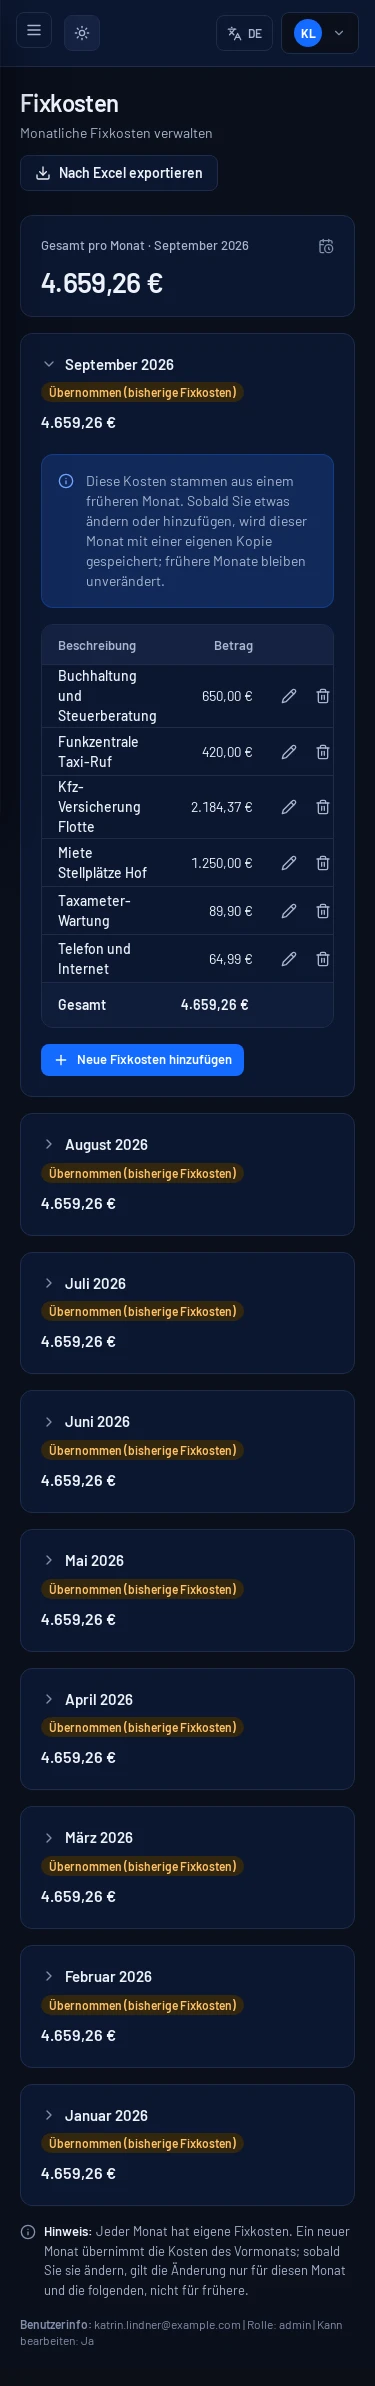 DE
KL
Fixkosten
Monatliche Fixkosten verwalten
Nach Excel exportieren
Gesamt pro Monat · September 2026
4.659,26 €
September 2026
Übernommen (bisherige Fixkosten)
4.659,26 €
Diese Kosten stammen aus einem
früheren Monat. Sobald Sie etwas
ändern oder hinzufügen, wird dieser
Monat mit einer eigenen Kopie
gespeichert; frühere Monate bleiben
unverändert.
Beschreibung Betrag
Buchhaltung
und
Steuerberatung
650,00 €
Funkzentrale
Taxi-Ruf
420,00 €
Kfz-
Versicherung
Flotte
2.184,37 €
Miete
Stellplätze Hof
1.250,00 €
Taxameter-
Wartung
89,90 €
Telefon und
Internet
64,99 €
Gesamt 4.659,26 €
Neue Fixkosten hinzufügen
August 2026
Übernommen (bisherige Fixkosten)
4.659,26 €
Juli 2026
Übernommen (bisherige Fixkosten)
4.659,26 €
Juni 2026
Übernommen (bisherige Fixkosten)
4.659,26 €
Mai 2026
Übernommen (bisherige Fixkosten)
4.659,26 €
April 2026
Übernommen (bisherige Fixkosten)
4.659,26 €
März 2026
Übernommen (bisherige Fixkosten)
4.659,26 €
Februar 2026
Übernommen (bisherige Fixkosten)
4.659,26 €
Januar 2026
Übernommen (bisherige Fixkosten)
4.659,26 €
Hinweis: Jeder Monat hat eigene Fixkosten. Ein neuer
Monat übernimmt die Kosten des Vormonats; sobald
Sie sie ändern, gilt die Änderung nur für diesen Monat
und die folgenden, nicht für frühere.
Benutzerinfo: katrin.lindner@example.com | Rolle: admin | Kann
bearbeiten: Ja